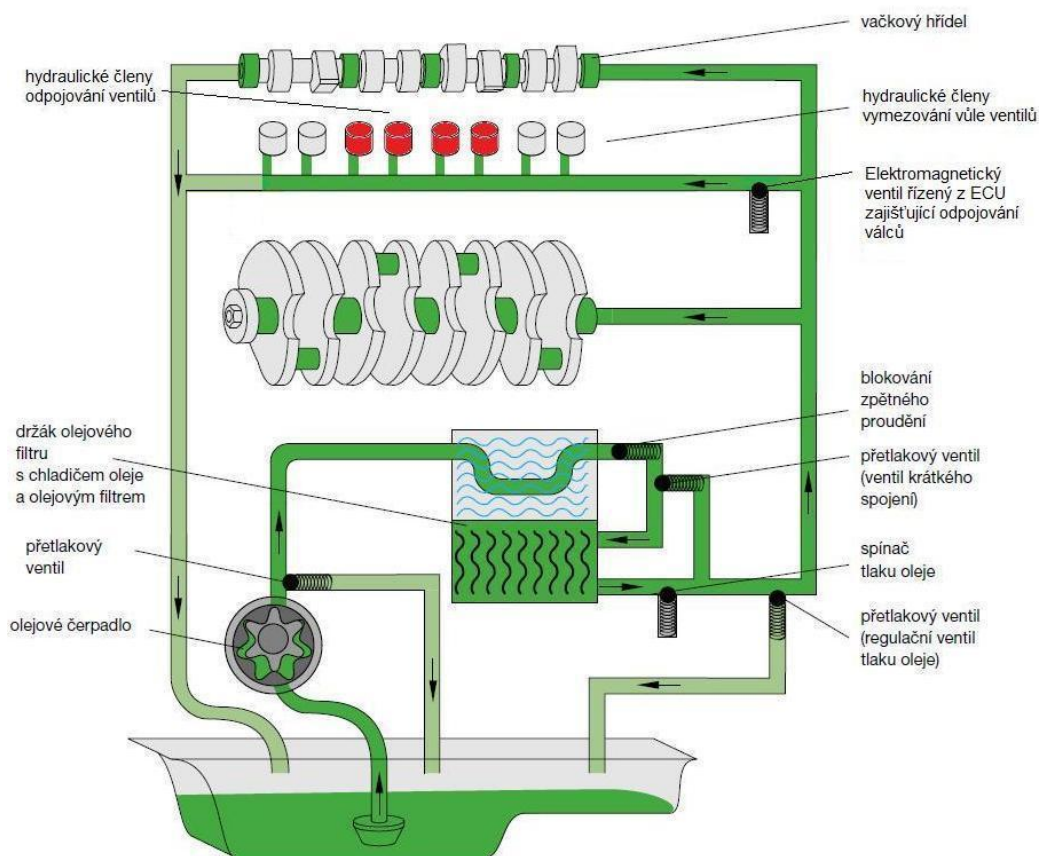 vačkový hřídel
hydraulické členy
odpojování ventilů
hydraulické členy
vymezování vůle ventilů
Elektromagnetický
ventil řízený z ECU
zajišťující odpojování
válců
blokování
zpětného
proudění
držák olejového
filtru
s chladičem oleje
a olejovým filtrem
přetlakový ventil
(ventil krátkého
spojení)
přetlakový
ventil
spínač
tlaku oleje
olejové čerpadlo
přetlakový ventil
(regulační ventil
tlaku oleje)